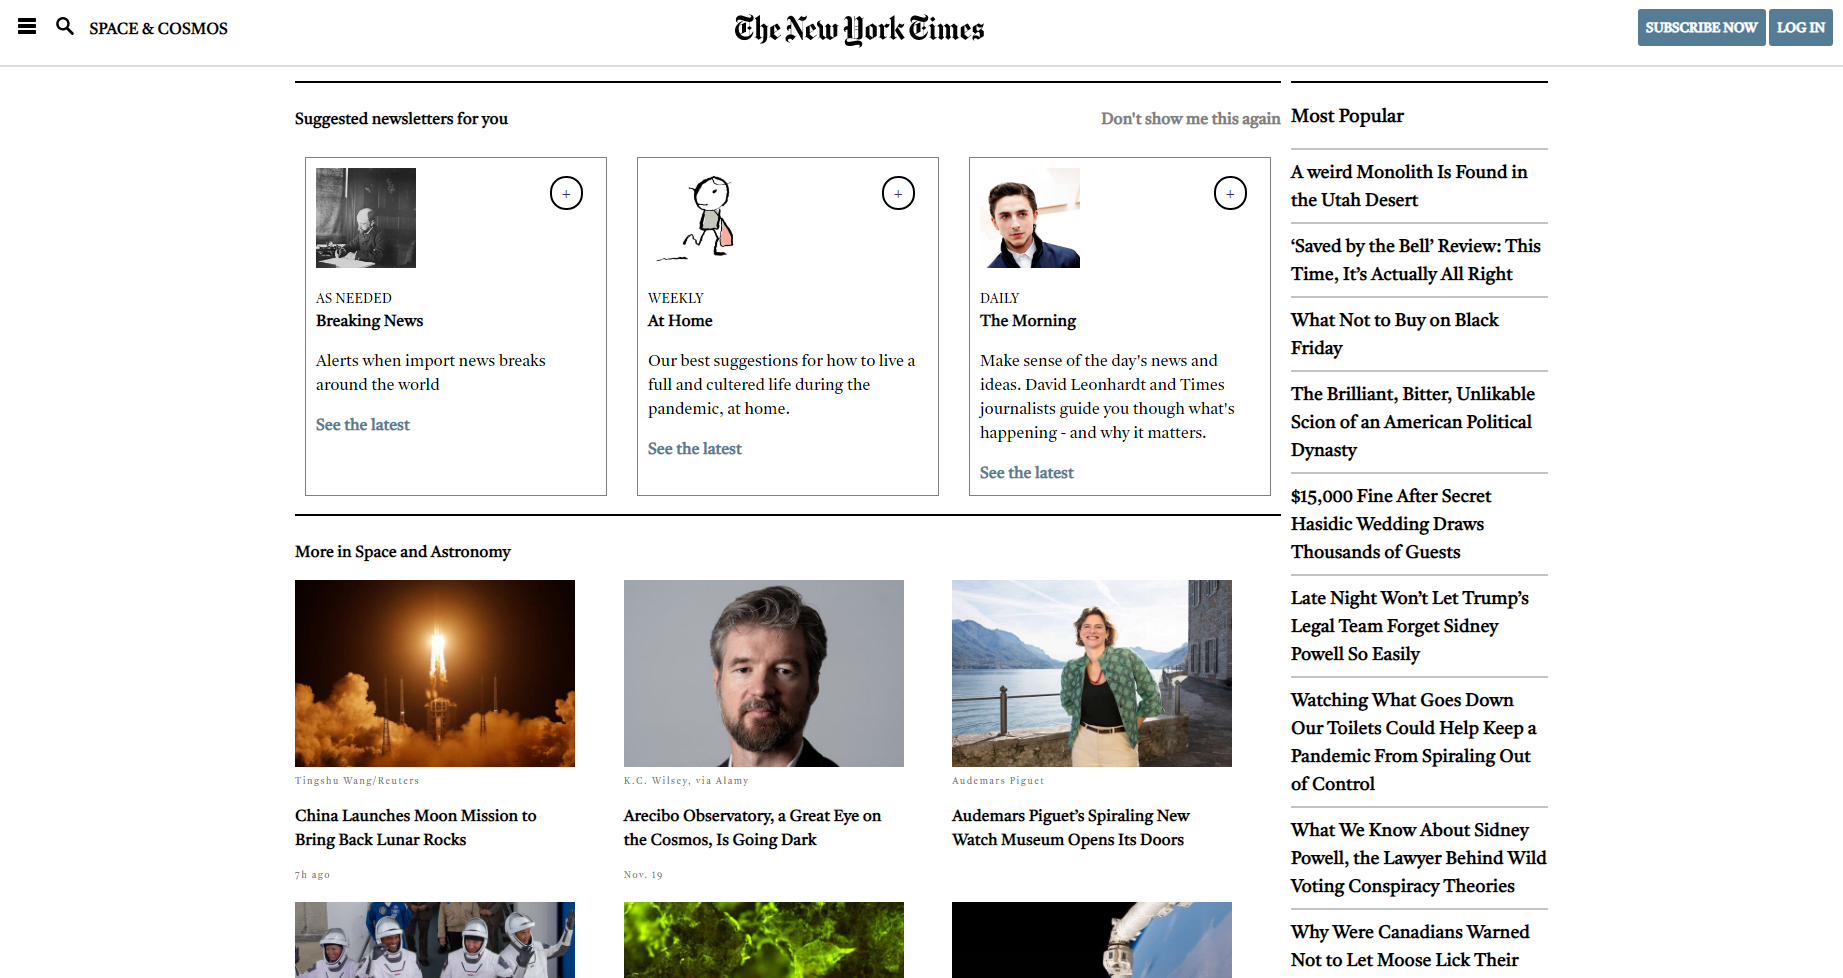 SPACE & COSMOS
The New York Times
SUBSCRIBE NOW
LOG IN
Suggested newsletters for you
Don't show me this again
+
AS NEEDED
Breaking News
Alerts when import news breaks
around the world
See the latest
+
WEEKLY
At Home
Our best suggestions for how to live a
full and cultured life during the
pandemic, at home.
See the latest
+
DAILY
The Morning
Make sense of the day's news and
ideas. David Leonhardt and Times
journalists guide you though what's
happening - and why it matters.
See the latest
More in Space and Astronomy
Tingshu Wang/Reuters
China Launches Moon Mission to
Bring Back Lunar Rocks
7h ago
K.C. Wilsey, via Alamy
Arecibo Observatory, a Great Eye on
the Cosmos, Is Going Dark
Nov. 19
Audemars Piguet
Audemars Piguet’s Spiraling New
Watch Museum Opens Its Doors
Most Popular
A weird Monolith Is Found in
the Utah Desert
‘Saved by the Bell’ Review: This
Time, It’s Actually All Right
What Not to Buy on Black
Friday
The Brilliant, Bitter, Unlikable
Scion of an American Political
Dynasty
$15,000 Fine After Secret
Hasidic Wedding Draws
Thousands of Guests
Late Night Won’t Let Trump’s
Legal Team Forget Sidney
Powell So Easily
Watching What Goes Down
Our Toilets Could Help Keep a
Pandemic From Spiraling Out
of Control
What We Know About Sidney
Powell, the Lawyer Behind Wild
Voting Conspiracy Theories
Why Were Canadians Warned
Not to Let Moose Lick Their